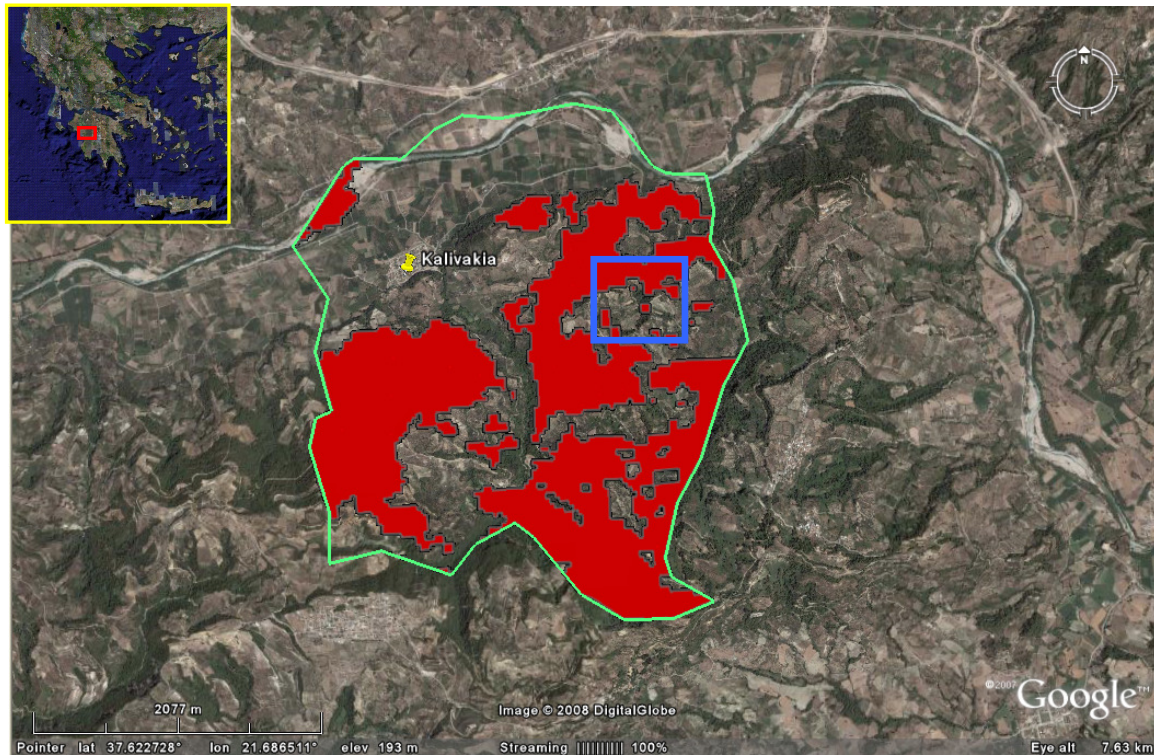 N
Kalivakia
©2007 Google™
2077 m
Image © 2008 DigitalGlobe
Pointer lat 37.622728° lon 21.686511° elev 193 m Streaming |||||||||| 100% Eye alt 7.63 km